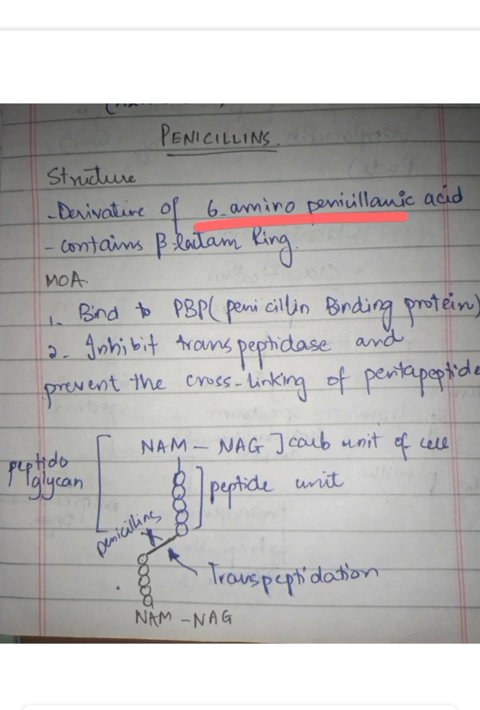 PENICILLINS.
Structure
- Derivative of 6-amino penicillanic acid
- contains β-lactam Ring.
MOA
1. Bind to PBP (penicillin Binding protein)
2. Inhibit transpeptidase and
prevent the cross-linking of pentapeptide
peptido
glycan
NAM - NAG ] carb unit of cell
peptide unit
penicillins
Transpeptidation
NAM - NAG